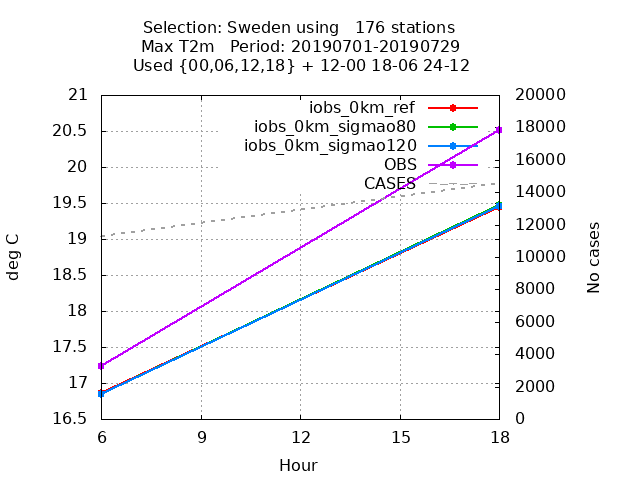 Selection: Sweden using   176 stations
Max T2m   Period: 20190701-20190729
Used {00,06,12,18} + 12-00 18-06 24-12
iobs_0km_ref
iobs_0km_sigmao80
iobs_0km_sigmao120
OBS
CASES
21
20.5
20
19.5
19
18.5
18
17.5
17
16.5
deg C
20000
18000
16000
14000
12000
10000
8000
6000
4000
2000
0
No cases
6 9 12 15 18
Hour